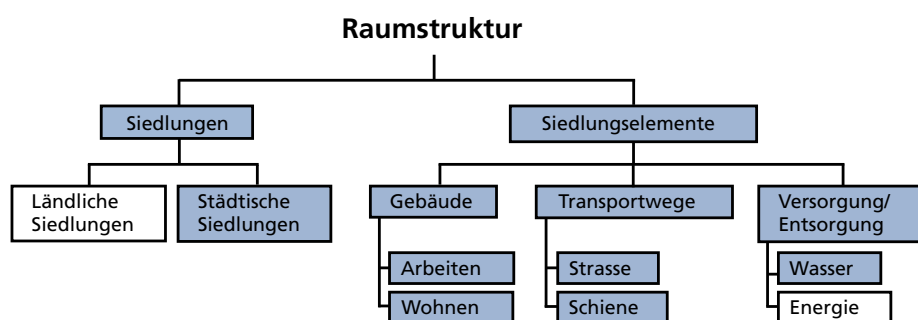 Raumstruktur
Siedlungen
Siedlungselemente
Ländliche
Siedlungen
Städtische
Siedlungen
Gebäude
Transportwege
Versorgung/
Entsorgung
Arbeiten
Wohnen
Strasse
Schiene
Wasser
Energie